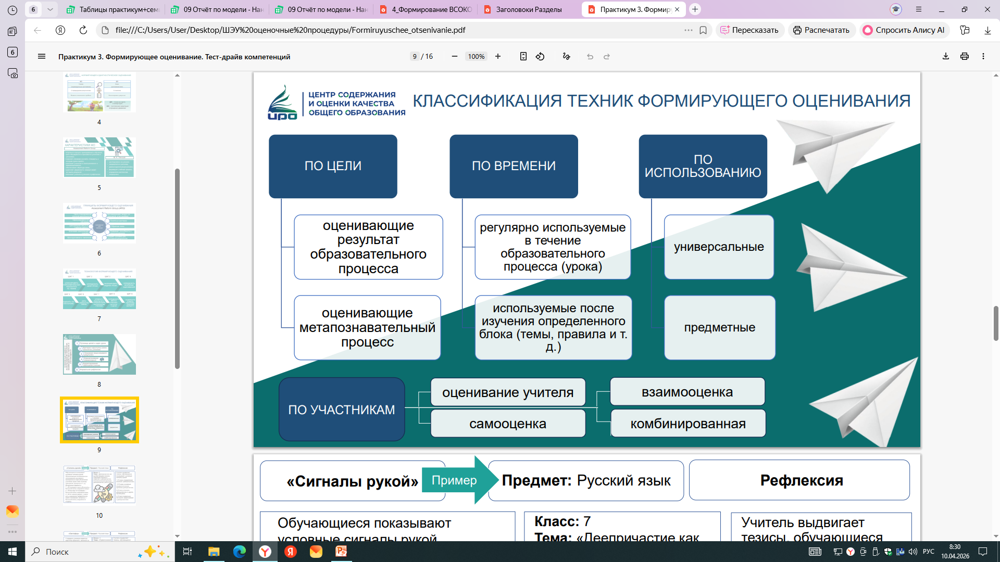 6
Таблицы практикум+сем
09 Отчёт по модели - Нан
09 Отчёт по модели - Нан
4_Формирование ВСОКО
Заголовоки Разделы
Практикум 3. Формиру
file:///C:/Users/User/Desktop/ШЭУ%20оценочные%20процедуры/Formiruyuschee_otsenivanie.pdf
Пересказать
Распечатать
Спросить Алису AI
6
Практикум 3. Формирующее оценивание. Тест-драйв компетенций
9 / 16
100%
4
5
6
7
8
9
10
ЦЕНТР СОДЕРЖАНИЯ
И ОЦЕНКИ КАЧЕСТВА
ОБЩЕГО ОБРАЗОВАНИЯ
ИРО
КЛАССИФИКАЦИЯ ТЕХНИК ФОРМИРУЮЩЕГО ОЦЕНИВАНИЯ
ПО ЦЕЛИ
оценивающие
результат
образовательного
процесса
оценивающие
метапознавательный
процесс
ПО ВРЕМЕНИ
регулярно используемые
в течение
образовательного
процесса (урока)
используемые после
изучения определенного
блока (темы, правила и т.
д.)
ПО
ИСПОЛЬЗОВАНИЮ
универсальные
предметные
ПО УЧАСТНИКАМ
оценивание учителя
самооценка
взаимооценка
комбинированная
«Сигналы рукой»
Пример
Предмет: Русский язык
Рефлексия
Обучающиеся показывают
условные сигналы рукой
Класс: 7
Тема: «Деепричастие как
Учитель выдвигает
тезисы, обучающиеся
Поиск
РУС
8:30
10.04.2026